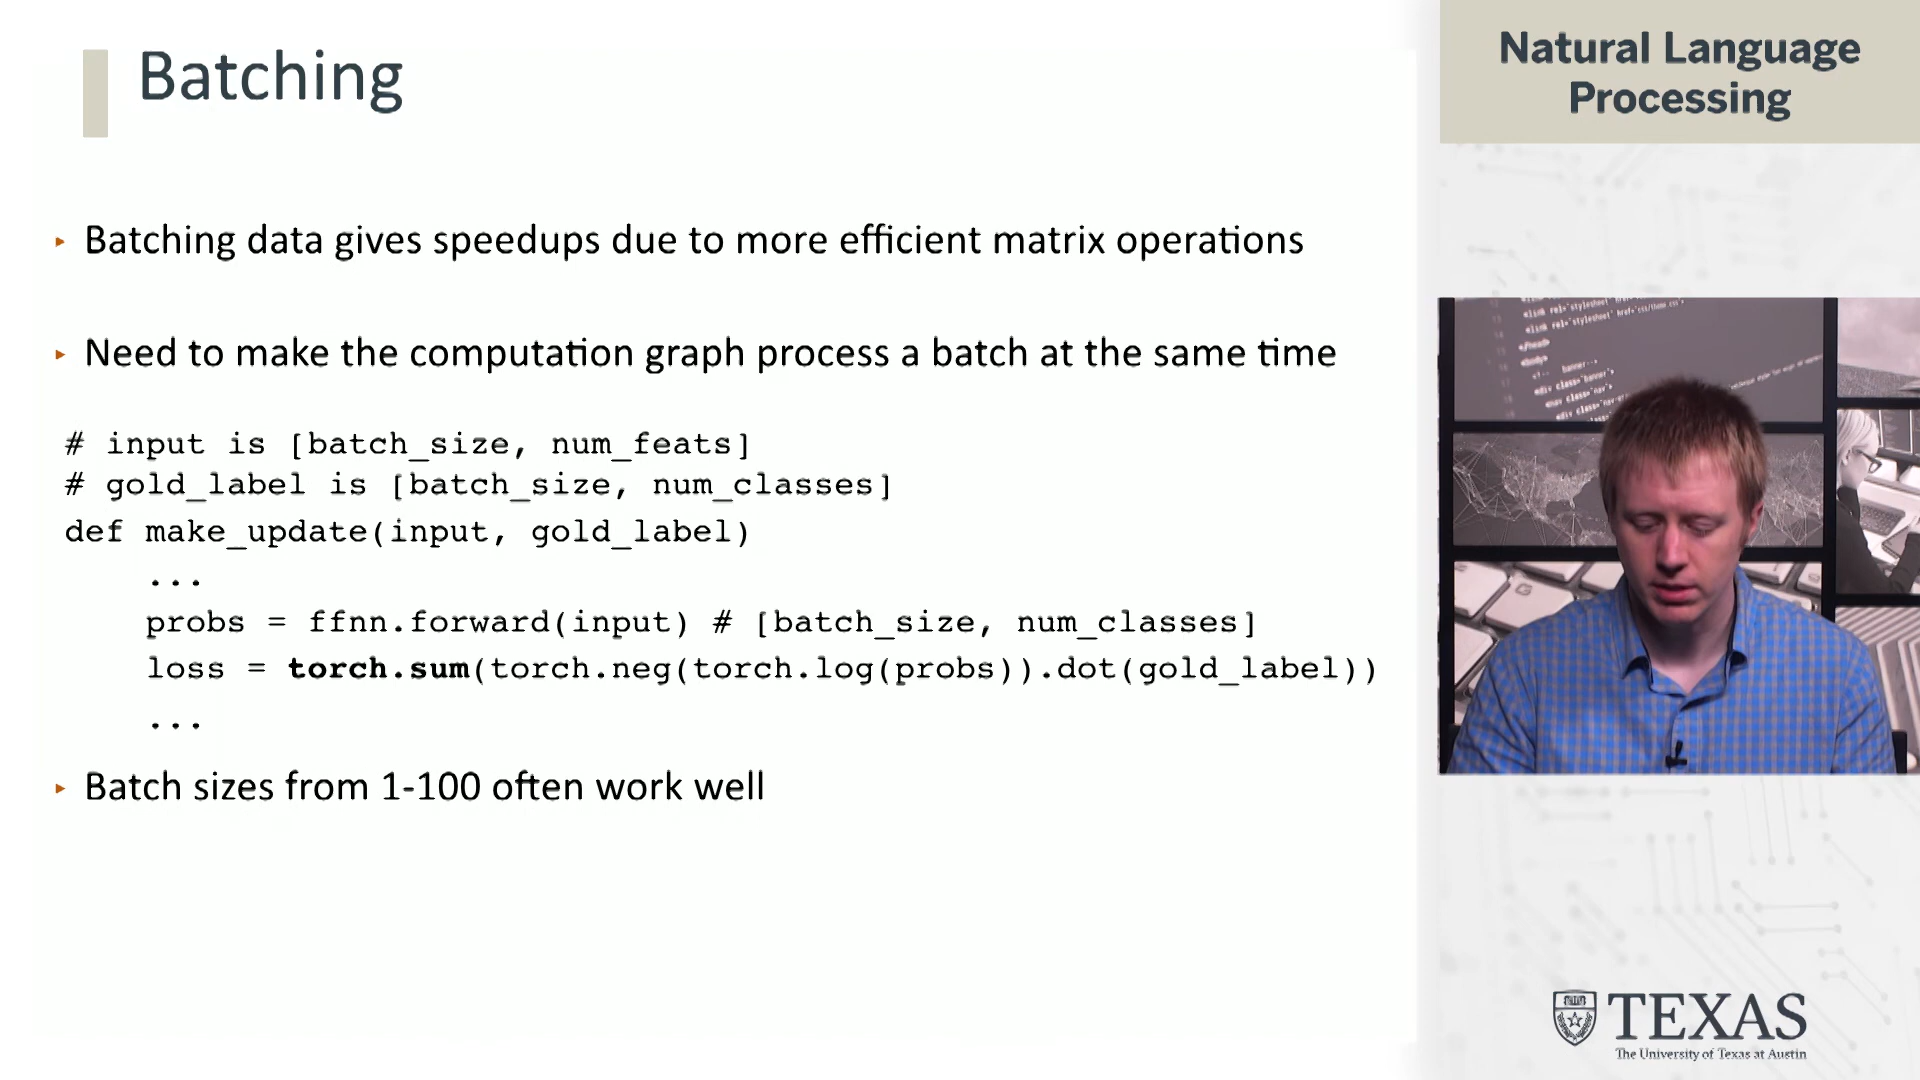 Batching
Natural Language
Processing
▸ Batching data gives speedups due to more efficient matrix operations
▸ Need to make the computation graph process a batch at the same time
# input is [batch_size, num_feats]
# gold_label is [batch_size, num_classes]
def make_update(input, gold_label)
...
probs = ffnn.forward(input) # [batch_size, num_classes]
loss = torch.sum(torch.neg(torch.log(probs)).dot(gold_label))
...
▸ Batch sizes from 1-100 often work well
TEXAS
The University of Texas at Austin